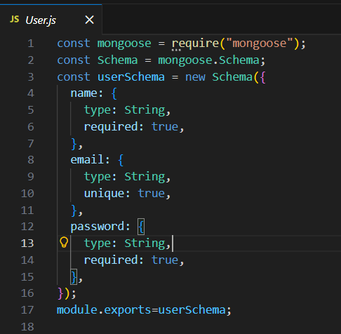 JS User.js ×
1 const mongoose = require("mongoose");
2 const Schema = mongoose.Schema;
3 const userSchema = new Schema({
4   name: {
5     type: String,
6     required: true,
7   },
8   email: {
9     type: String,
10     unique: true,
11   },
12   password: {
13     type: String,
14     required: true,
15   },
16 });
17 module.exports=userSchema;
18